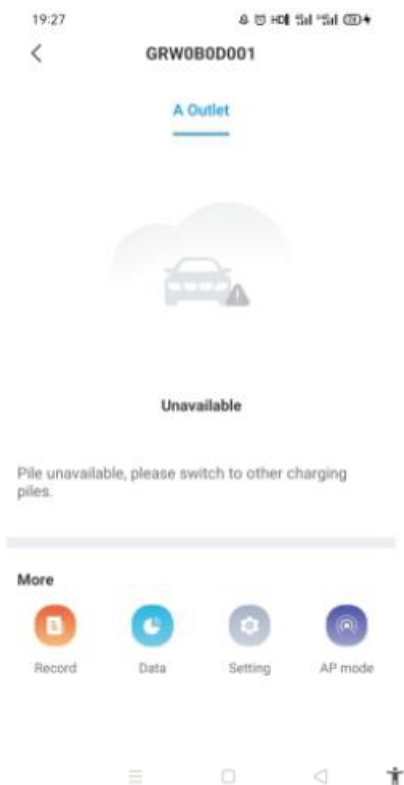 19:27
GRW0B0D001
A Outlet
Unavailable
Pile unavailable, please switch to other charging
piles.
More
Record Data Setting AP mode